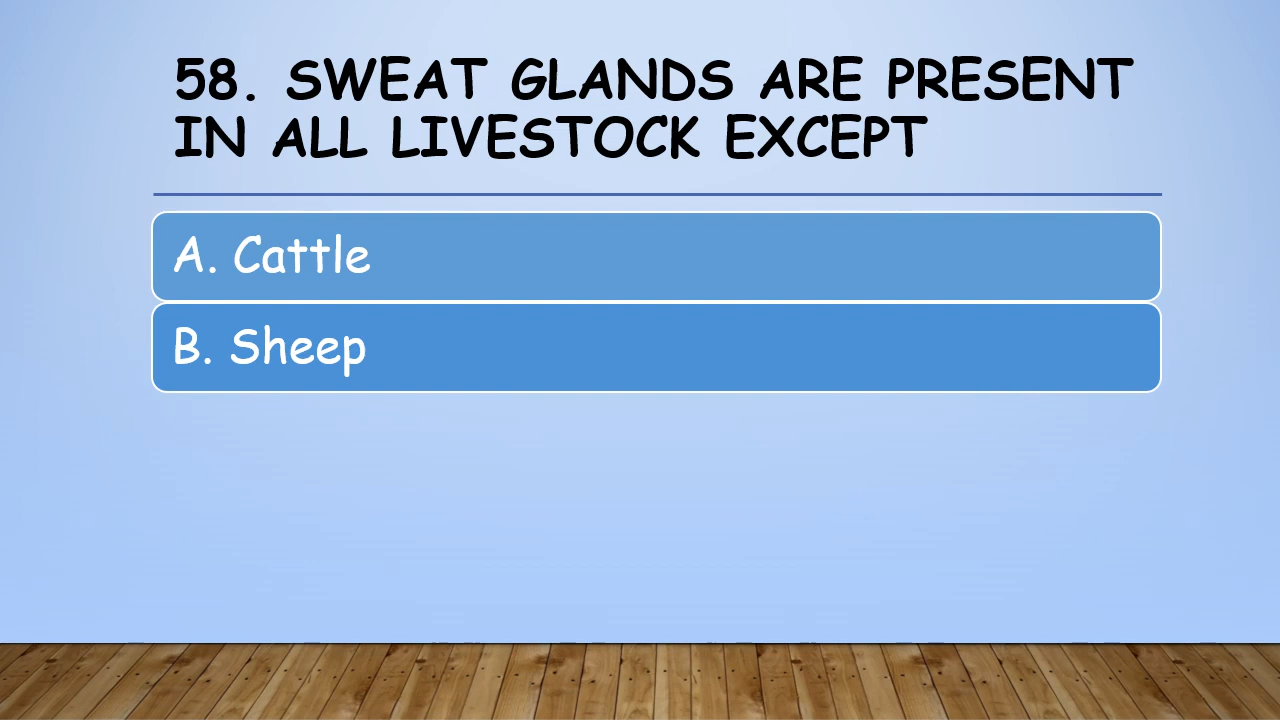 58. SWEAT GLANDS ARE PRESENT
IN ALL LIVESTOCK EXCEPT
A. Cattle
B. Sheep